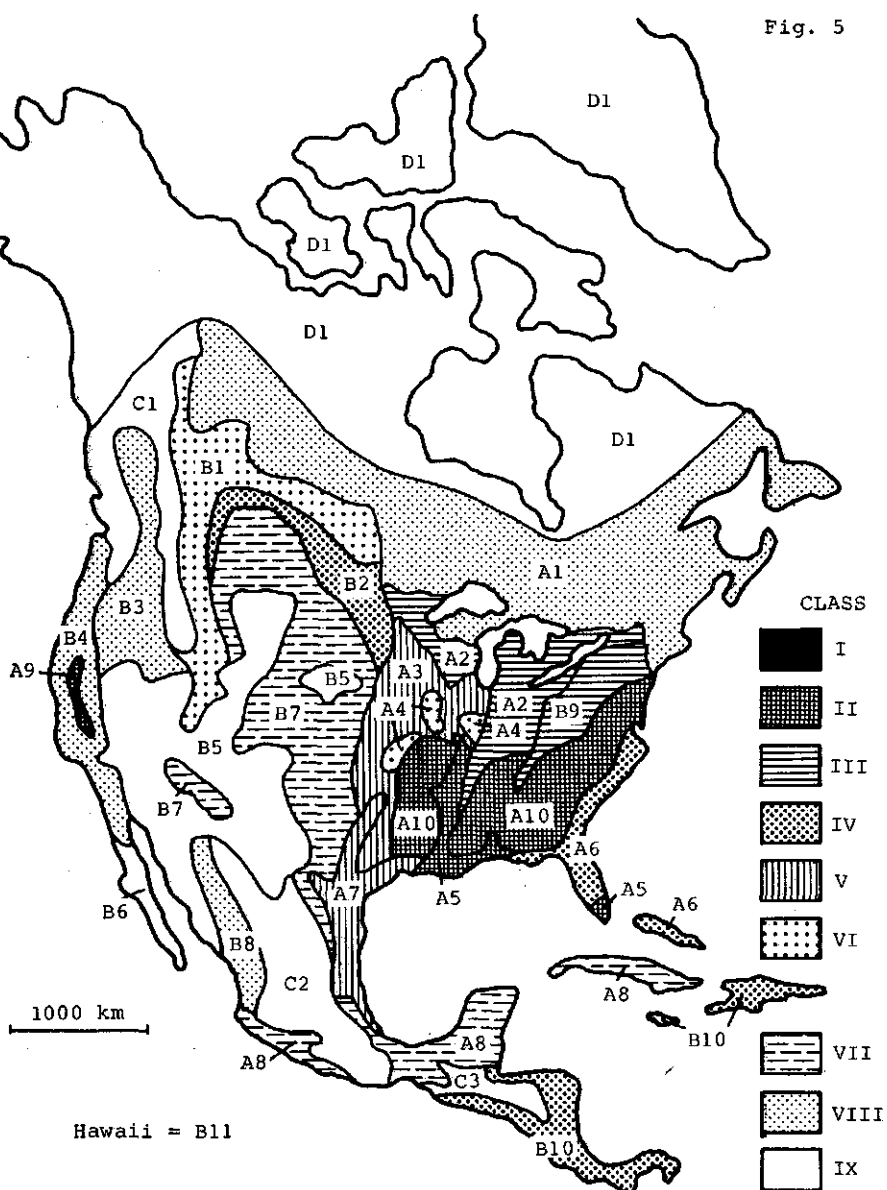 Fig. 5
D1
D1
D1
D1
C1
D1
B1
A1
B2
B3
CLASS
B4
I
A2
A9
A3
B5
II
A2
B7
B9
A4
A4
III
B5
B7
IV
A10
A10
A6
V
A7
A5
A5
A6
B6
VI
B8
C2
A8
1000 km
B10
A8
A8
VII
C3
VIII
Hawaii = B11
B10
IX